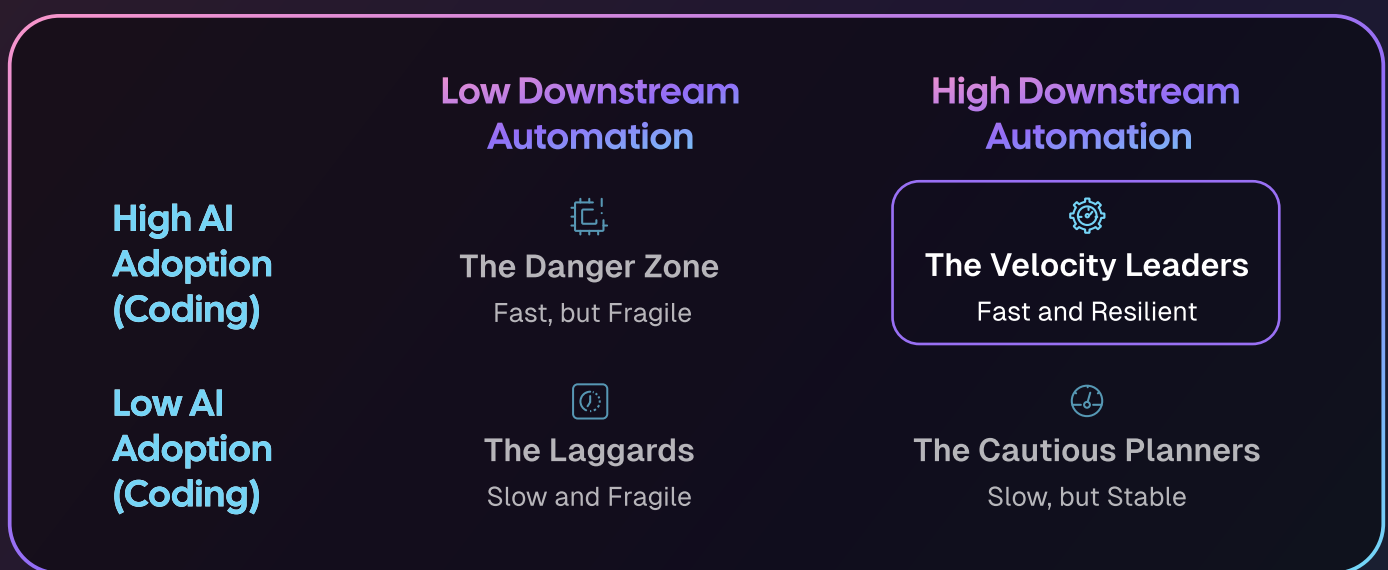 Low Downstream
Automation
High Downstream
Automation
High AI
Adoption
(Coding)
The Danger Zone
Fast, but Fragile
The Velocity Leaders
Fast and Resilient
Low AI
Adoption
(Coding)
The Laggards
Slow and Fragile
The Cautious Planners
Slow, but Stable